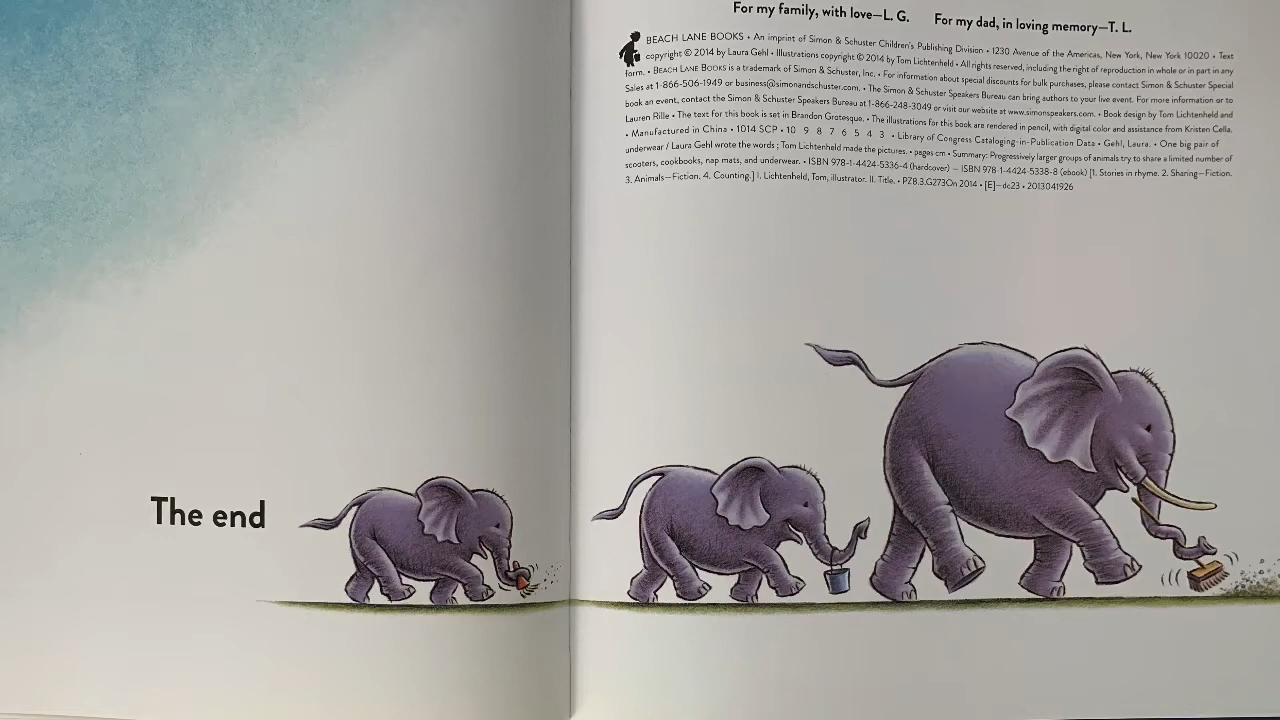 For my family, with love—L. G. For my dad, in loving memory—T. L.
BEACH LANE BOOKS • An imprint of Simon & Schuster Children's Publishing Division • 1230 Avenue of the Americas, New York, New York 10020 • Text
copyright © 2014 by Laura Gehl • Illustrations copyright © 2014 by Tom Lichtenheld • All rights reserved, including the right of reproduction in whole or in part in any
form. • BEACH LANE BOOKS is a trademark of Simon & Schuster, Inc. • For information about special discounts for bulk purchases, please contact Simon & Schuster Special
Sales at 1-866-506-1949 or business@simonandschuster.com. • The Simon & Schuster Speakers Bureau can bring authors to your live event. For more information or to
book an event, contact the Simon & Schuster Speakers Bureau at 1-866-248-3049 or visit our website at www.simonspeakers.com. • Book design by Tom Lichtenheld and
Lauren Rille • The text for this book is set in Brandon Grotesque. • The illustrations for this book are rendered in pencil, with digital color and assistance from Kristen Cella.
• Manufactured in China • 1014 SCP • 10 9 8 7 6 5 4 3 • Library of Congress Cataloging-in-Publication Data • Gehl, Laura. • One big pair of
underwear / Laura Gehl wrote the words ; Tom Lichtenheld made the pictures. • pages cm • Summary: Progressively larger groups of animals try to share a limited number of
scooters, cookbooks, nap mats, and underwear. • ISBN 978-1-4424-5336-4 (hardcover) – ISBN 978-1-4424-5338-8 (ebook) [1. Stories in rhyme. 2. Sharing—Fiction.
3. Animals—Fiction. 4. Counting.] I. Lichtenheld, Tom, illustrator. II. Title. • PZ8.3.G273On 2014 • [E]—dc23 • 2013041926
The end